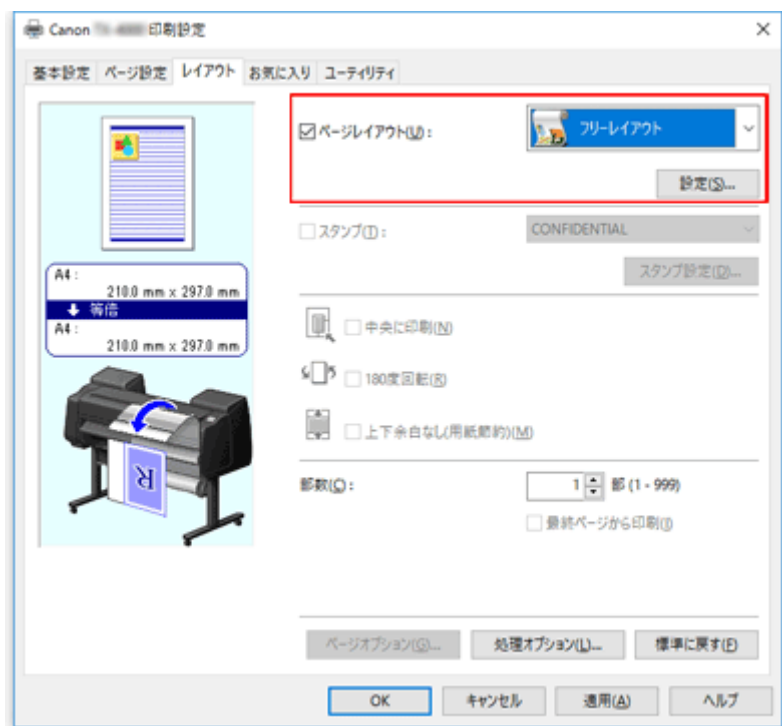 Canon 印刷設定
基本設定 ページ設定 レイアウト お気に入り ユーティリティ
ページレイアウト(U)： フリーレイアウト
設定(S)...
スタンプ(T)： CONFIDENTIAL
スタンプ設定(D)...
A4：
210.0 mm x 297.0 mm
等倍
A4：
210.0 mm x 297.0 mm
中央に印刷(N)
180度回転(R)
上下余白なし(用紙節約)(M)
R
部数(C)： 1 部 (1 - 999)
最終ページから印刷(I)
ページオプション(G)... 処理オプション(L)... 標準に戻す(F)
OK キャンセル 適用(A) ヘルプ